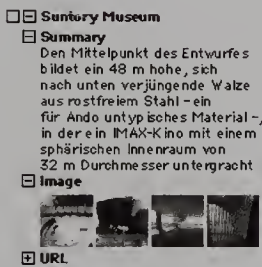 Suntory Museum
Summary
Den Mittelpunkt des Entwurfes
bildet ein 48 m hohe, sich
nach unten verjüngende Walze
aus rostfreiem Stahl - ein
für Ando untypisches Material -,
in der ein IMAX-Kino mit einem
sphärischen Innenraum von
32 m Durchmesser untergracht
Image
URL